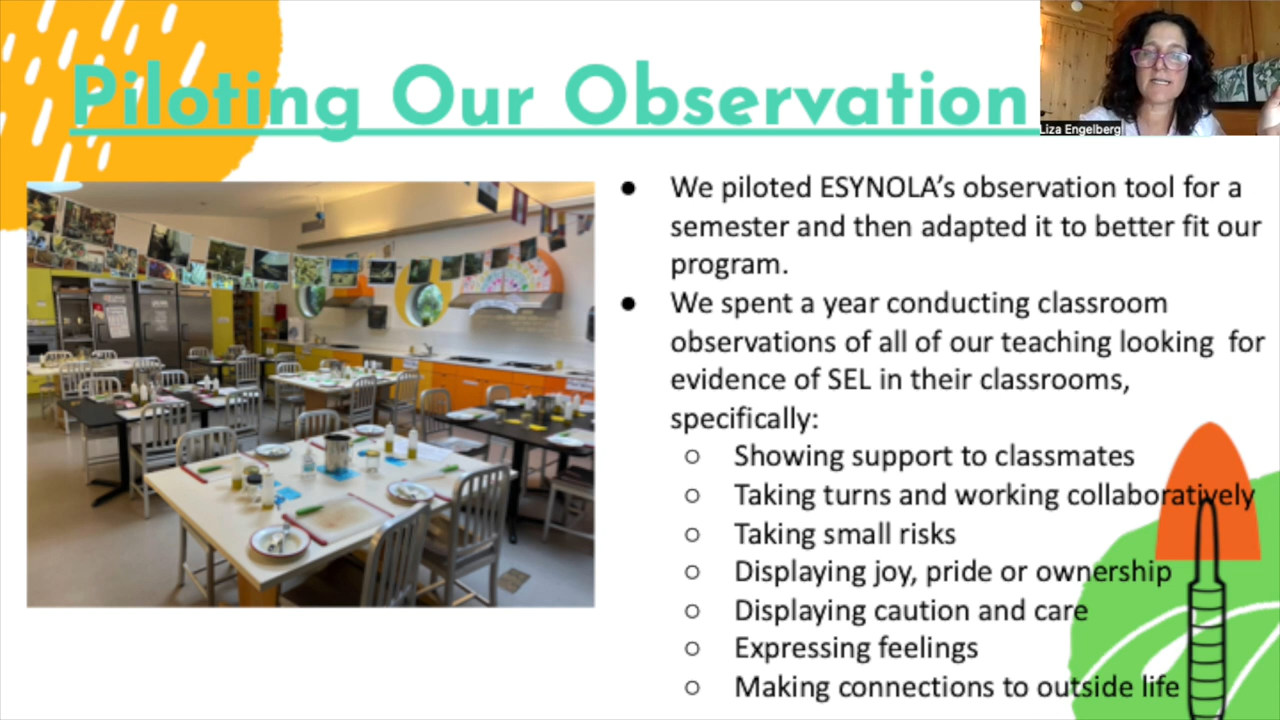 Piloting Our Observation
Liza Engelberg
● We piloted ESYNOLA’s observation tool for a
semester and then adapted it to better fit our
program.
● We spent a year conducting classroom
observations of all of our teaching looking for
evidence of SEL in their classrooms,
specifically:
○ Showing support to classmates
○ Taking turns and working collaboratively
○ Taking small risks
○ Displaying joy, pride or ownership
○ Displaying caution and care
○ Expressing feelings
○ Making connections to outside life